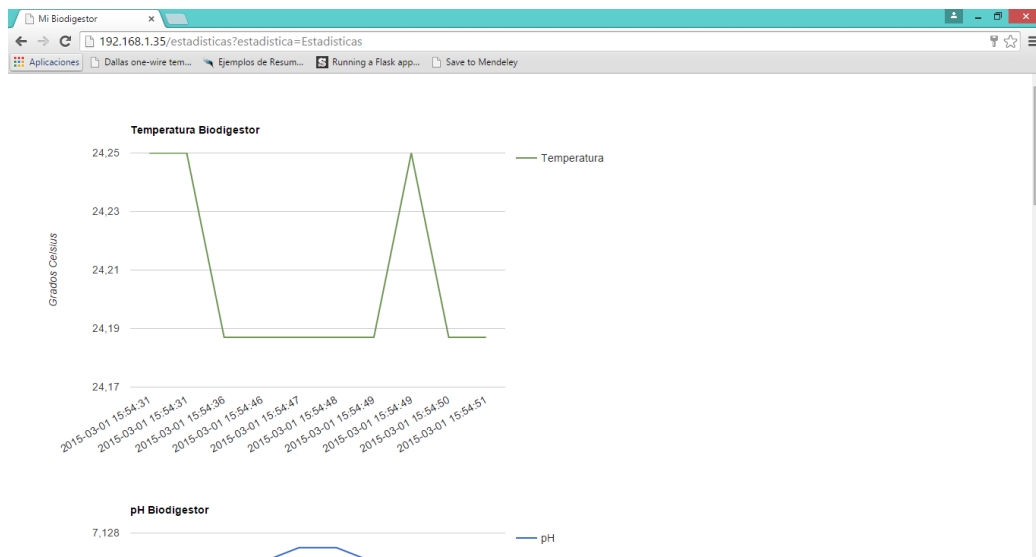 Mi Biodigestor
192.168.1.35/estadisticas?estadistica=Estadisticas
Aplicaciones Dallas one-wire tem... Ejemplos de Resum... Running a Flask app... Save to Mendeley
Temperatura Biodigestor
24,25
Temperatura
24,23
24,21
24,19
24,17
Grados Celsius
2015-03-01 15:54:31
2015-03-01 15:54:31
2015-03-01 15:54:36
2015-03-01 15:54:46
2015-03-01 15:54:47
2015-03-01 15:54:48
2015-03-01 15:54:49
2015-03-01 15:54:49
2015-03-01 15:54:50
2015-03-01 15:54:51
pH Biodigestor
7,128
pH